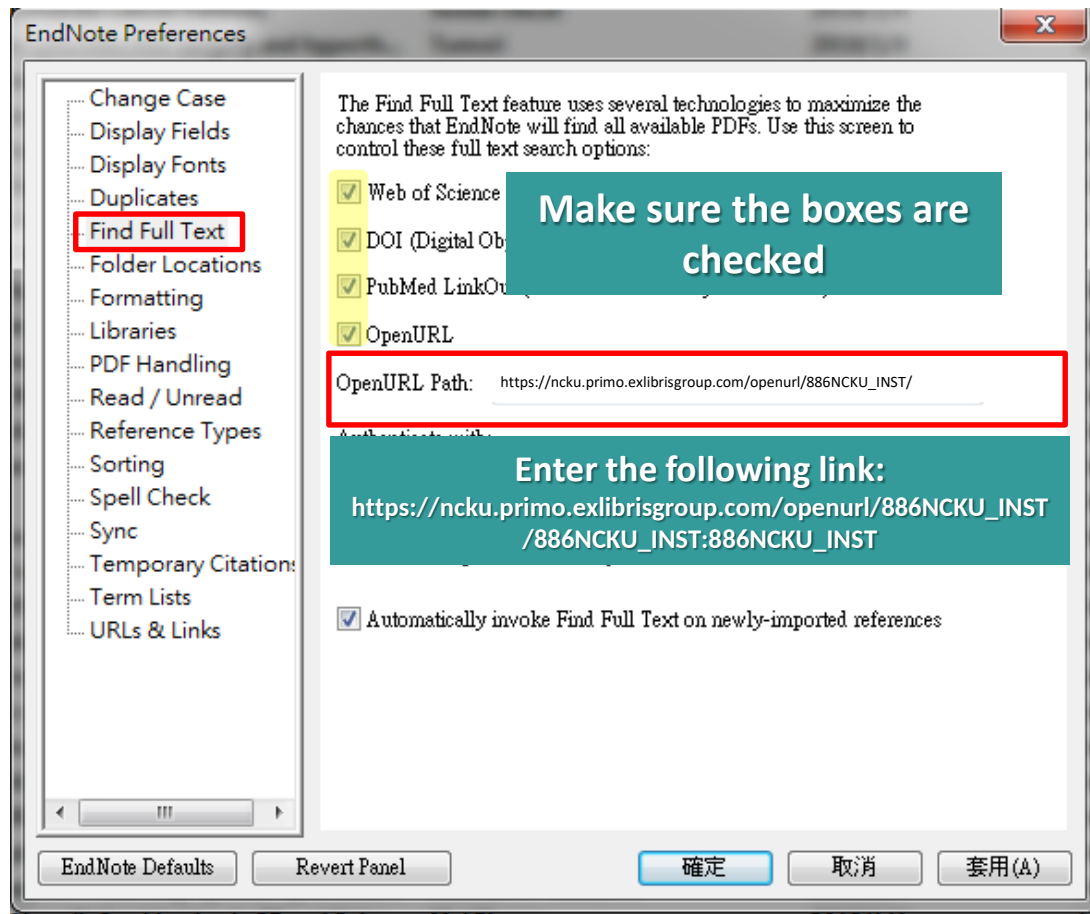 EndNote Preferences
Change Case
Display Fields
Display Fonts
Duplicates
Find Full Text
Folder Locations
Formatting
Libraries
PDF Handling
Read / Unread
Reference Types
Sorting
Spell Check
Sync
Temporary Citations
Term Lists
URLs & Links
The Find Full Text feature uses several technologies to maximize the
chances that EndNote will find all available PDFs. Use this screen to
control these full text search options:
Web of Science
DOI (Digital Ob
PubMed LinkOu
Make sure the boxes are
checked
OpenURL
OpenURL Path: https://ncku.primo.exlibrisgroup.com/openurl/886NCKU_INST/
Enter the following link:
https://ncku.primo.exlibrisgroup.com/openurl/886NCKU_INST
/886NCKU_INST:886NCKU_INST
Automatically invoke Find Full Text on newly-imported references
EndNote Defaults
Revert Panel
確定
取消
套用(A)